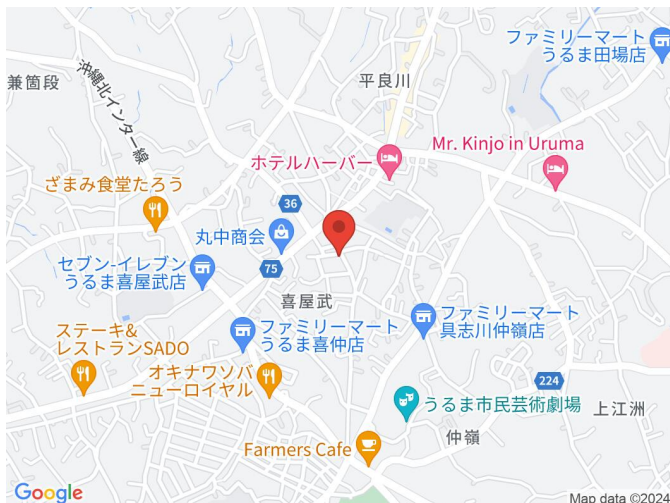 ファミリーマート
うるま田場店
兼箇段
平良川
沖縄北インター線
Mr. Kinjo in Uruma
ホテルハーバー
ざまみ食堂たろう
36
丸中商会
75
セブン-イレブン
うるま喜屋武店
喜屋武
ファミリーマート
具志川仲嶺店
ステーキ&
レストランSADO
ファミリーマート
うるま喜仲店
オキナワソバ
ニューロイヤル
224
うるま市民芸術劇場
上江洲
仲嶺
Farmers Cafe
Google
Map data ©2024